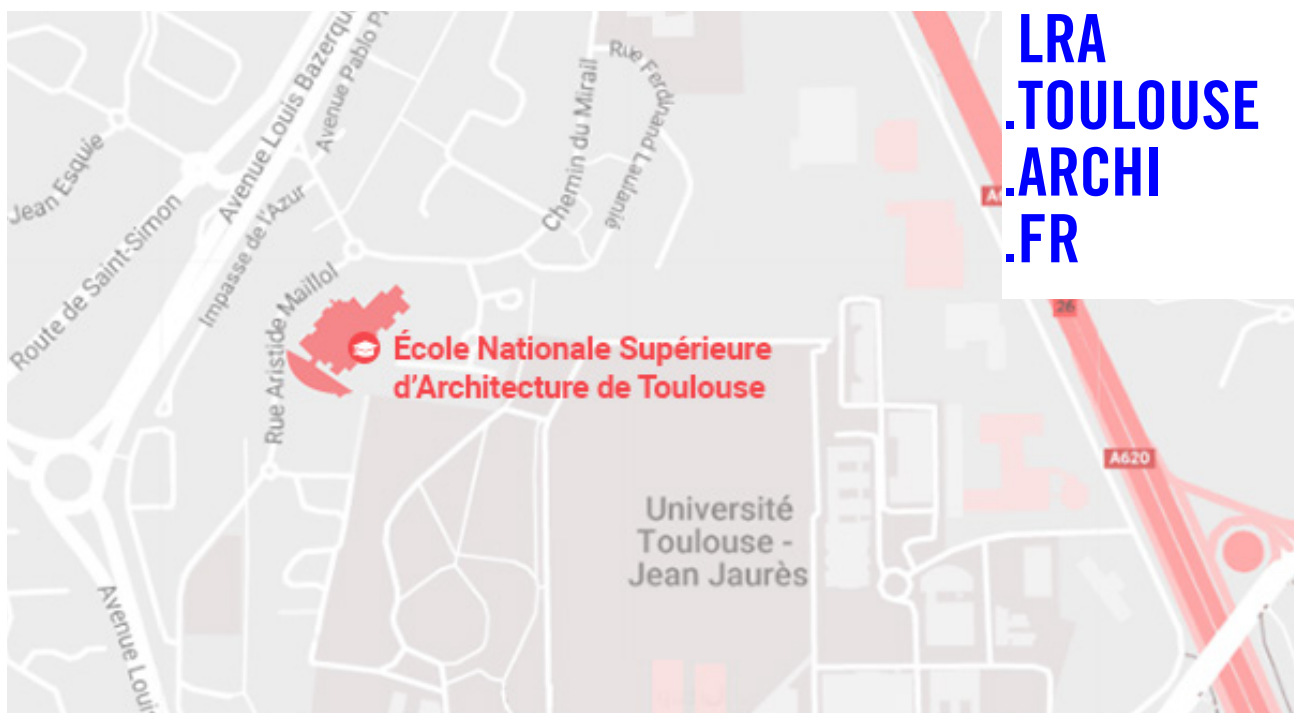 LRA
.TOULOUSE
.ARCHI
.FR
Avenue Louis Bazerque
Avenue Pablo P
Rue Ferdinand Laulanié
Chemin du Mirail
Jean Esquie
Route de Saint-Simon
Impasse de l'Azur
Rue Aristide Maillol
École Nationale Supérieure
d'Architecture de Toulouse
26
A620
Université
Toulouse -
Jean Jaurès
Avenue Louis